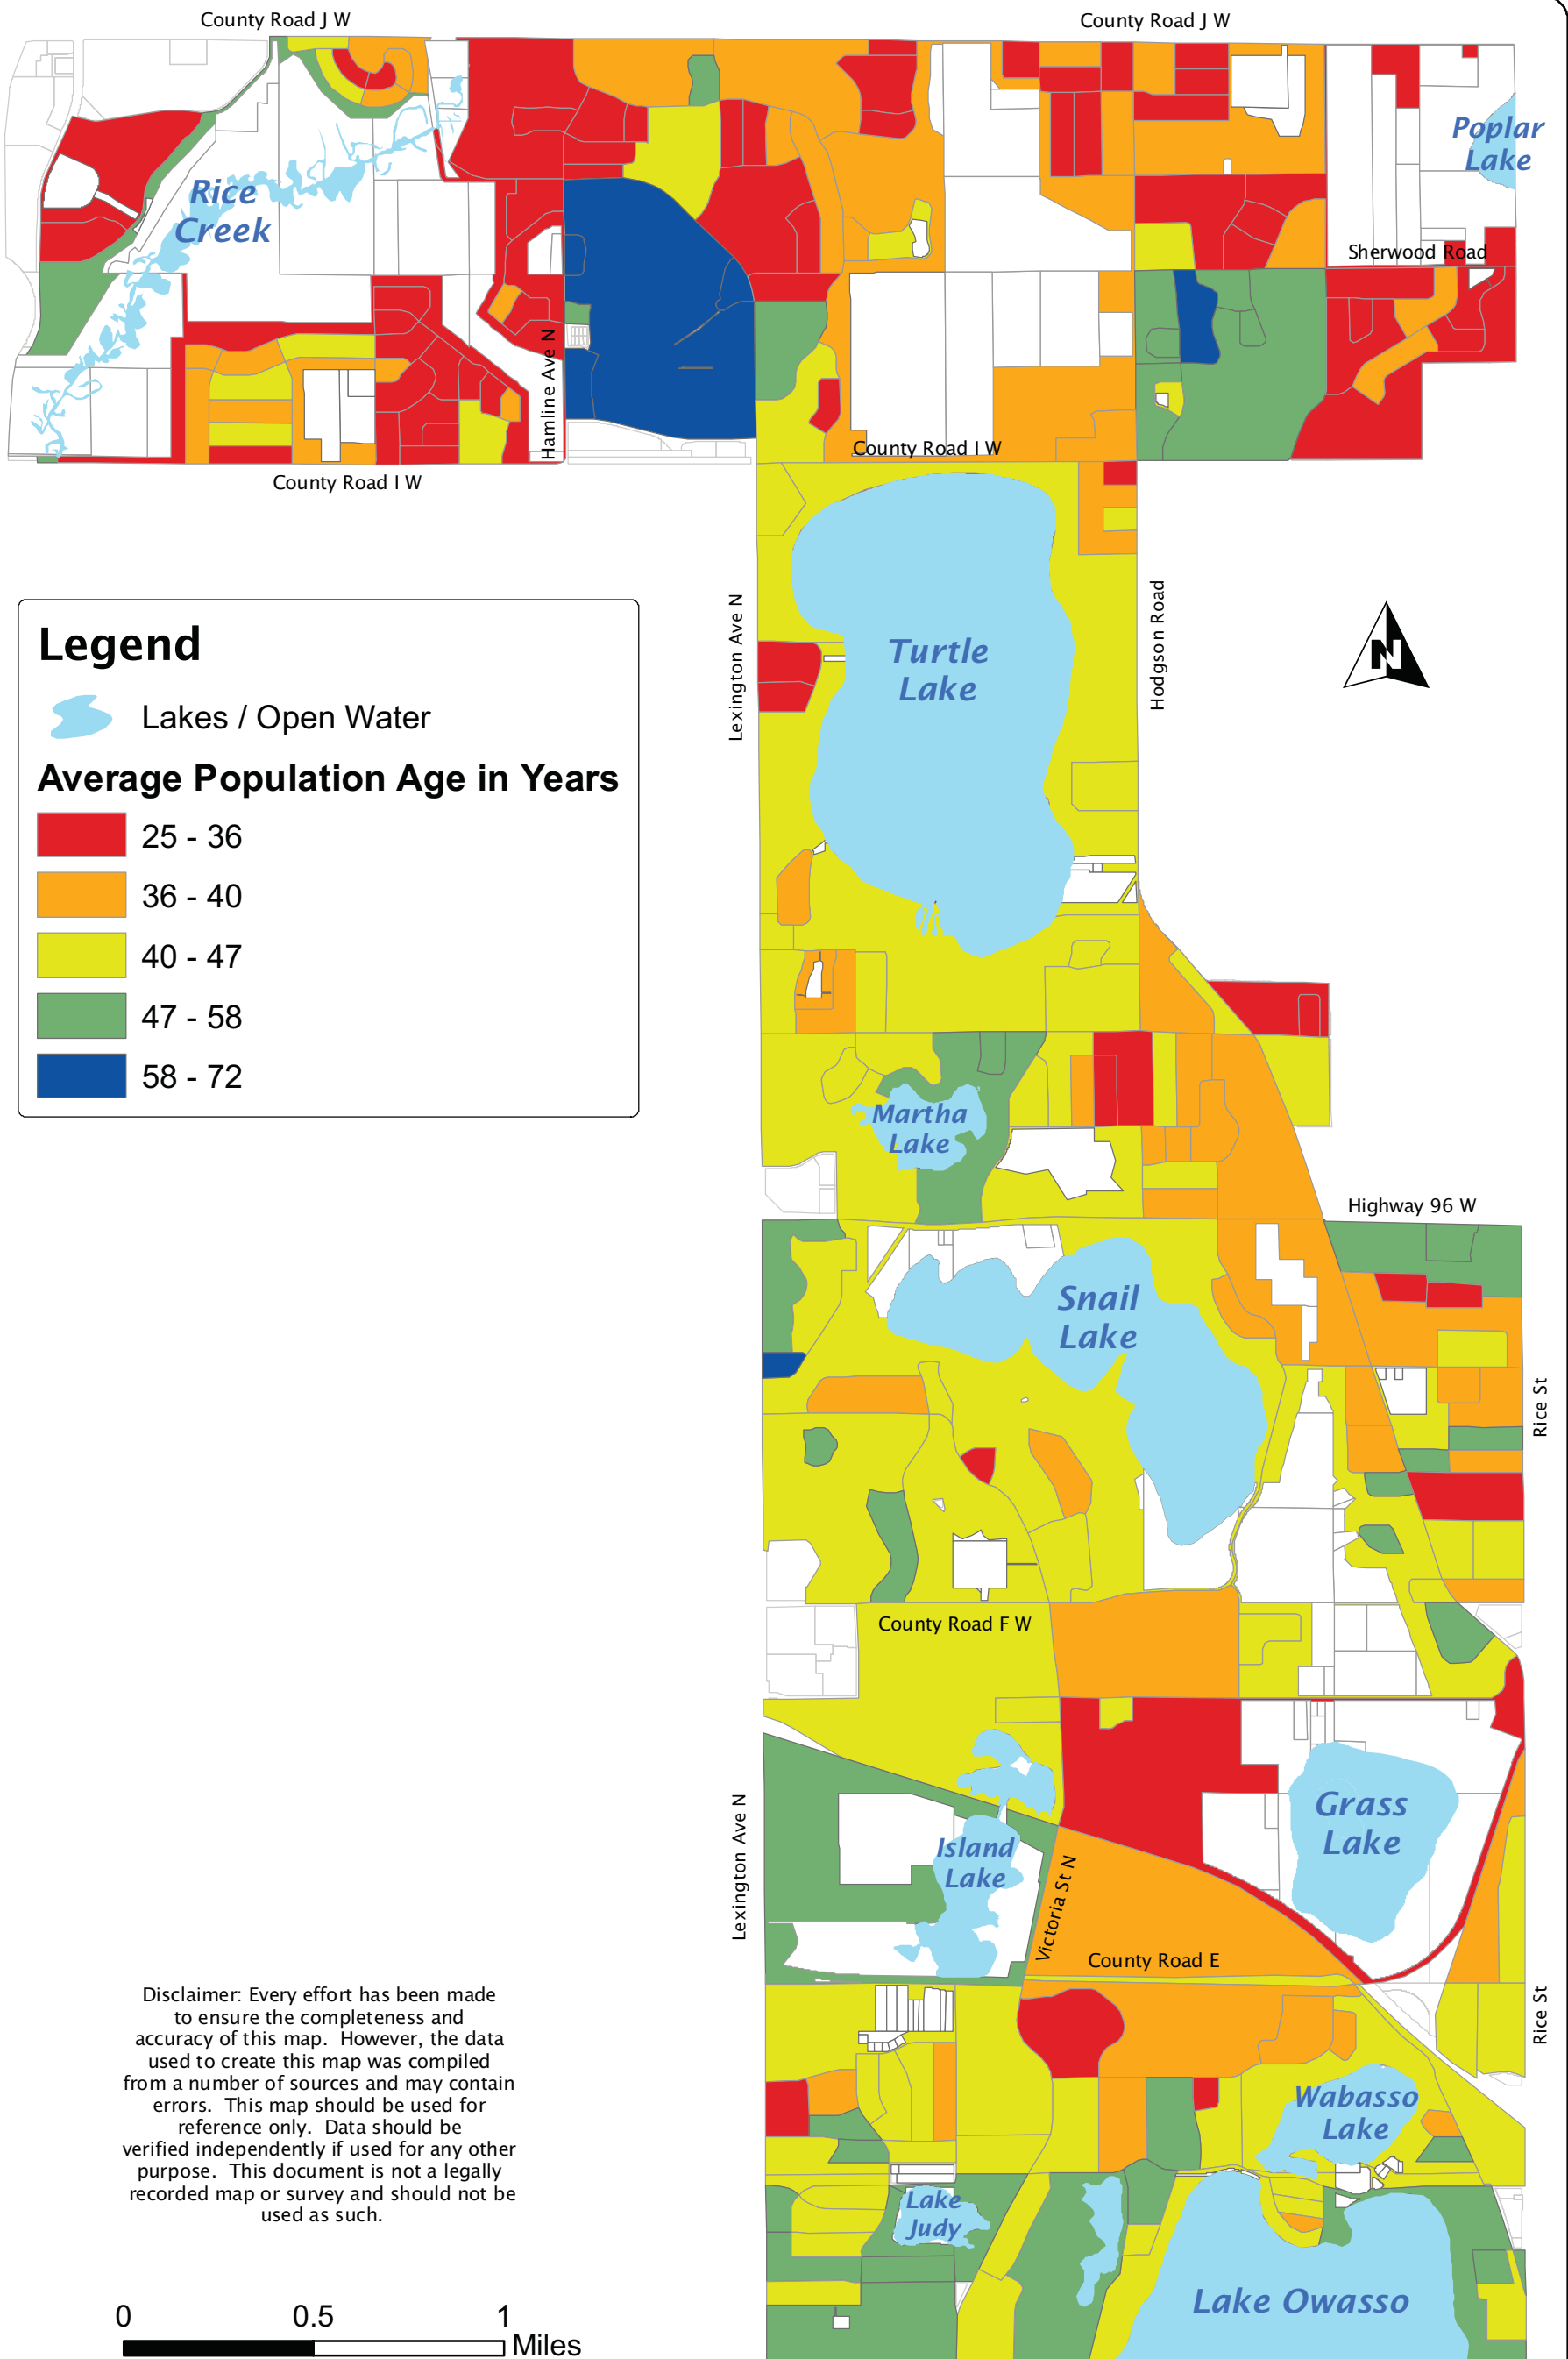 County Road J W
County Road J W
Poplar
Lake
Rice
Creek
Sherwood Road
Hamline Ave N
County Road I W
County Road I W
Lexington Ave N
Turtle
Lake
Hodgson Road
N
Legend
Lakes / Open Water
Average Population Age in Years
25 - 36
36 - 40
40 - 47
47 - 58
58 - 72
Martha
Lake
Highway 96 W
Snail
Lake
Rice St
County Road F W
Lexington Ave N
Grass
Lake
Island
Lake
Victoria St N
County Road E
Rice St
Disclaimer: Every effort has been made
to ensure the completeness and
accuracy of this map. However, the data
used to create this map was compiled
from a number of sources and may contain
errors. This map should be used for
reference only. Data should be
verified independently if used for any other
purpose. This document is not a legally
recorded map or survey and should not be
used as such.
Wabasso
Lake
Lake
Judy
Lake Owasso
0 0.5 1
Miles